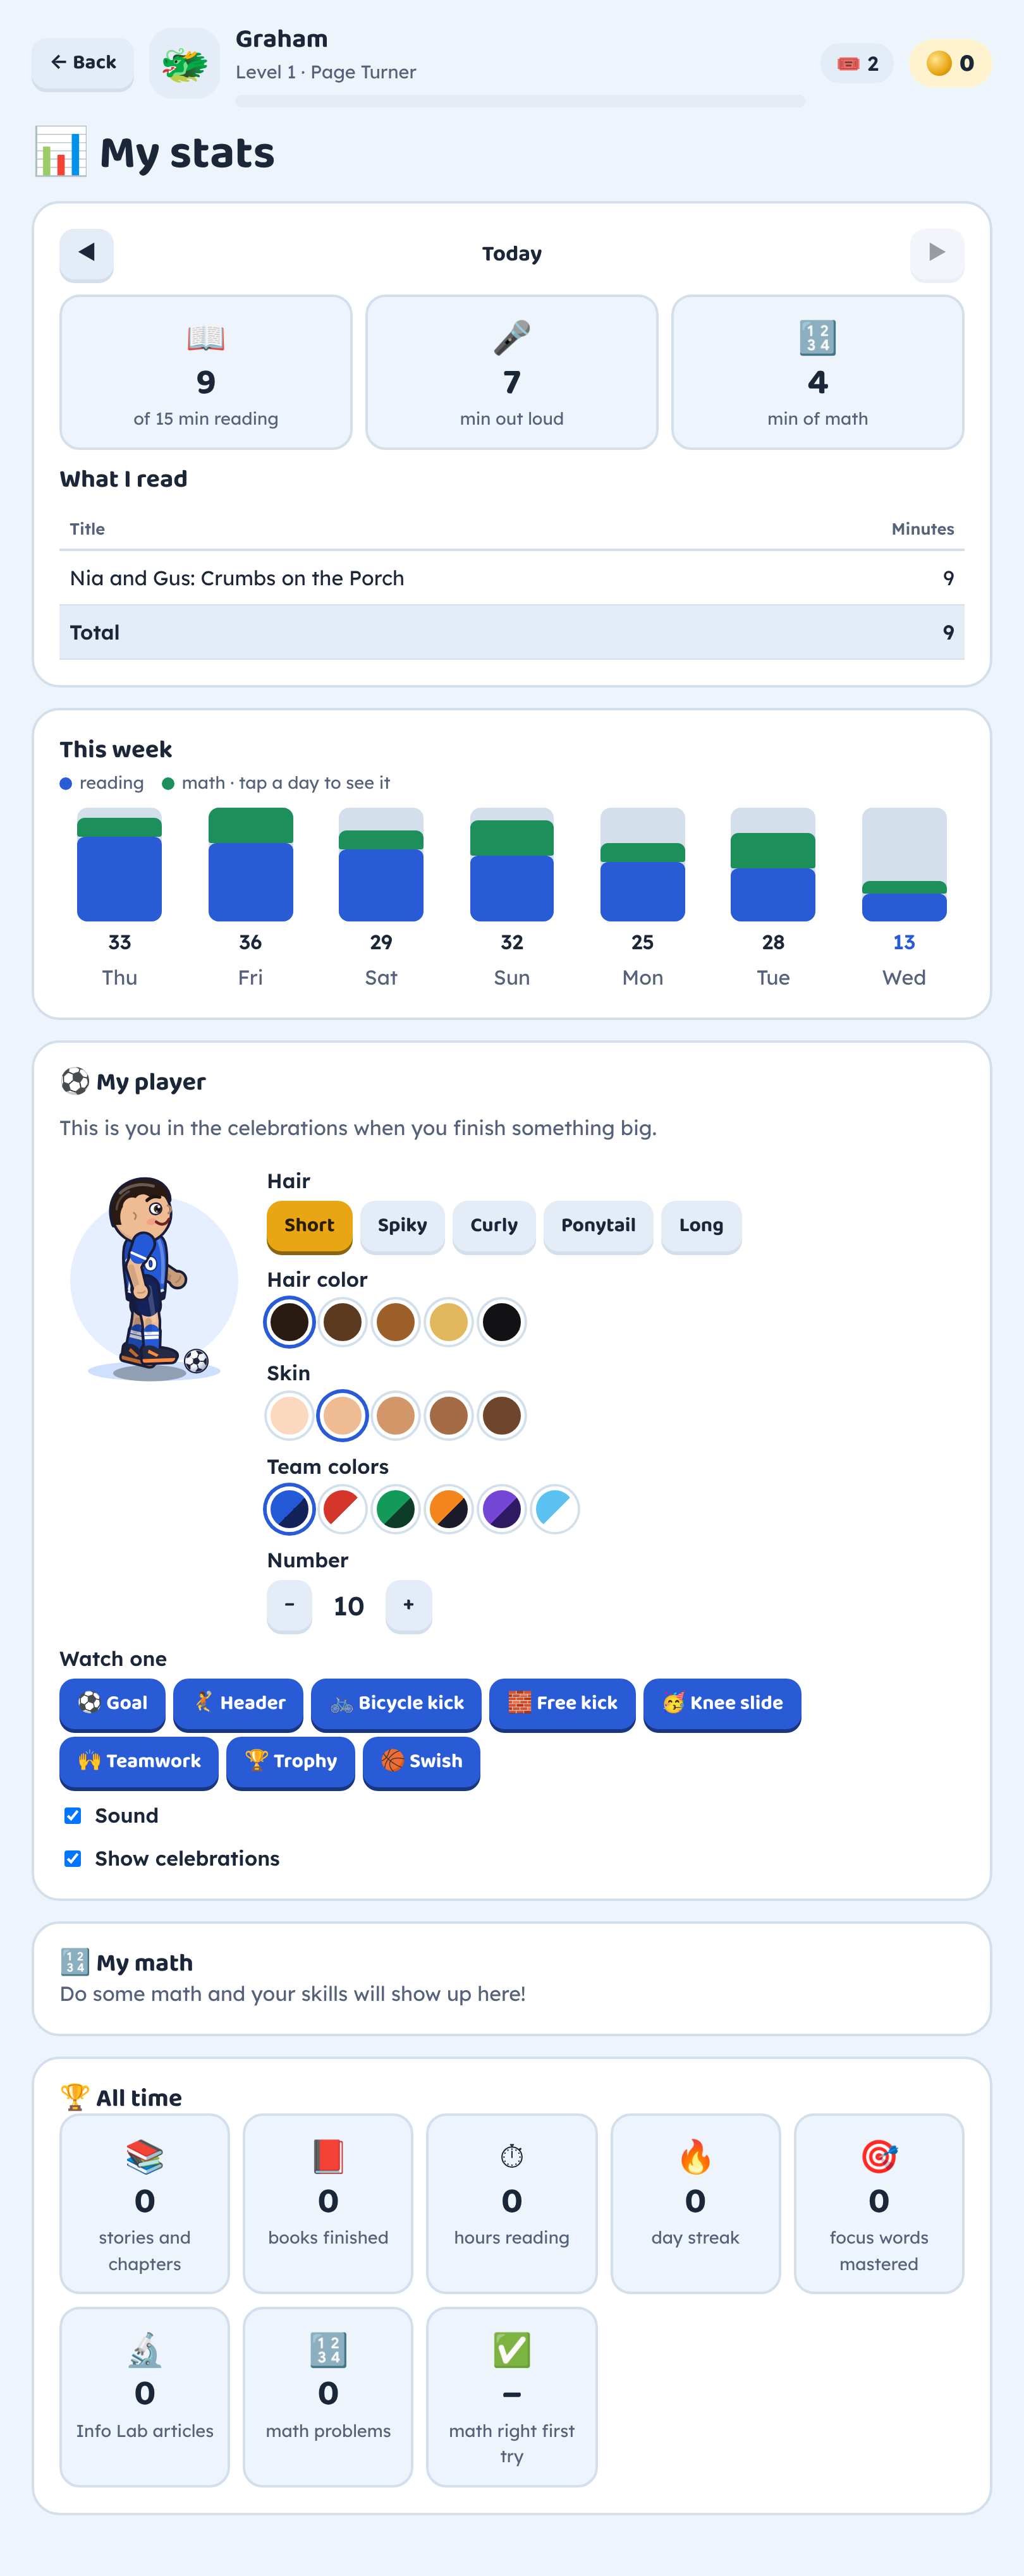 ← Back
Graham
Level 1 · Page Turner
2
0
My stats
Today
9
of 15 min reading
7
min out loud
4
min of math
What I read
Title Minutes
Nia and Gus: Crumbs on the Porch 9
Total 9
This week
reading math · tap a day to see it
33 36 29 32 25 28 13
Thu Fri Sat Sun Mon Tue Wed
My player
This is you in the celebrations when you finish something big.
Hair
Short Spiky Curly Ponytail Long
Hair color
Skin
Team colors
Number
− 10 +
Watch one
Goal Header Bicycle kick Free kick Knee slide
Teamwork Trophy Swish
Sound
Show celebrations
My math
Do some math and your skills will show up here!
All time
0 0 0 0 0
stories and chapters
books finished
hours reading
day streak
focus words mastered
0 0 –
Info Lab articles
math problems
math right first try